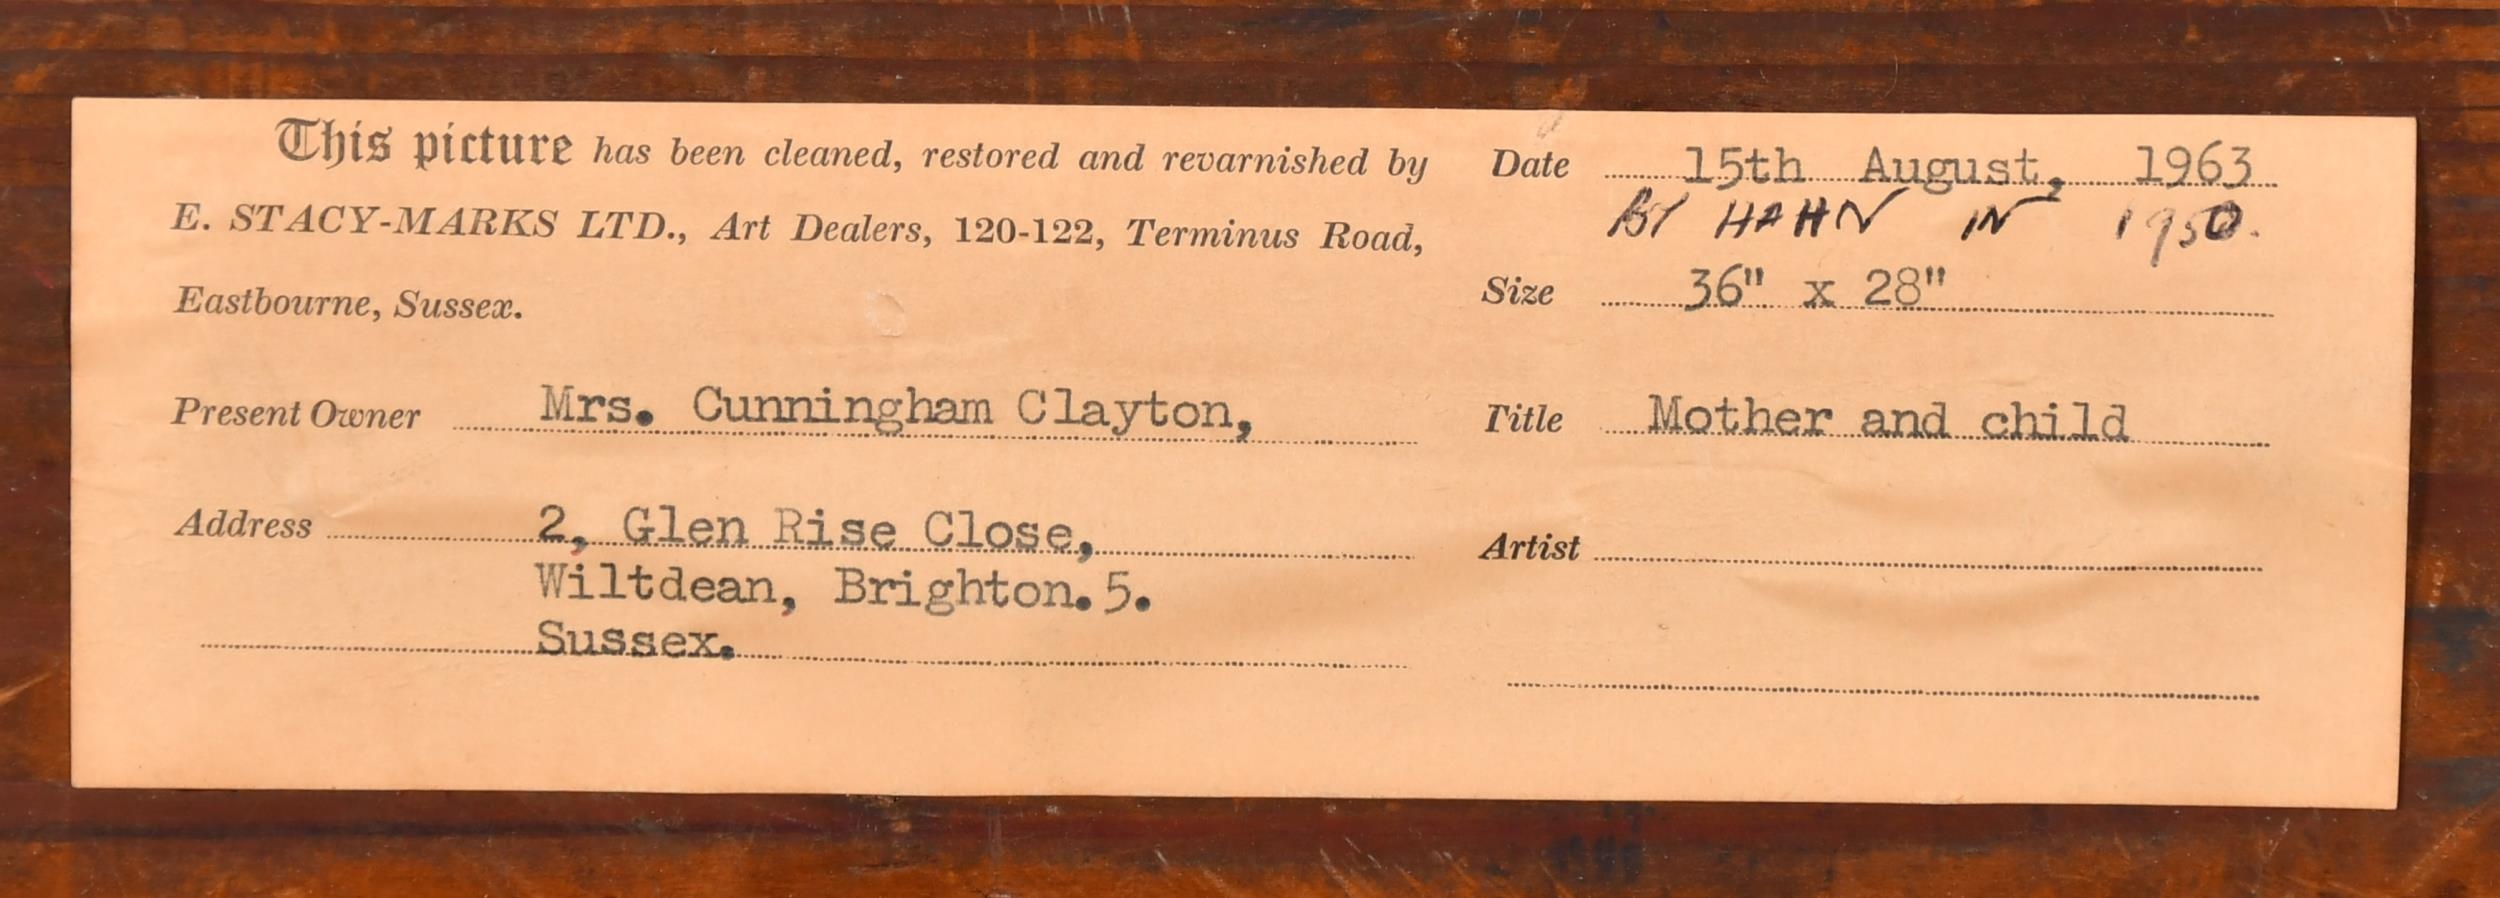 This picture has been cleaned, restored and revarnished by
E. STACY-MARKS LTD., Art Dealers, 120-122, Terminus Road,
Eastbourne, Sussex.
Present Owner Mrs. Cunningham Clayton,
Address 2, Glen Rise Close,
Wiltdean, Brighton.5.
Sussex.
Date 15th August, 1963
BY HAHN IN 1950.
Size 36" x 28"
Title Mother and child
Artist